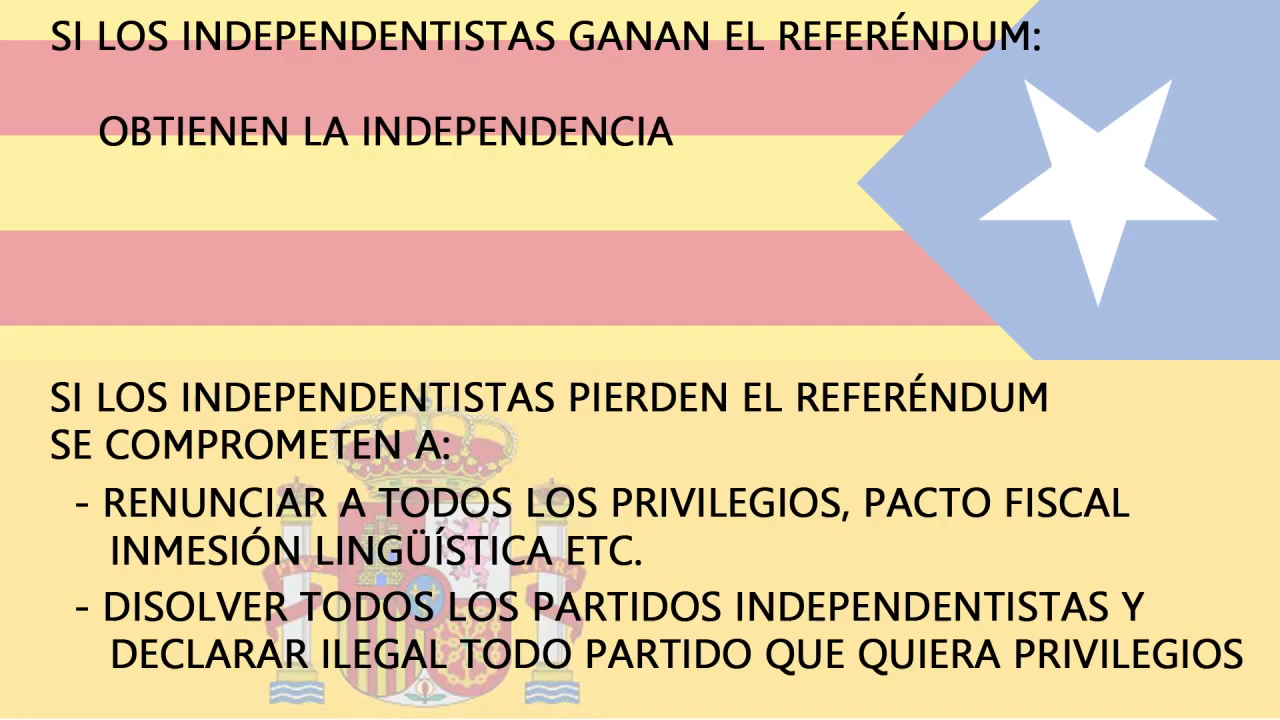 SI LOS INDEPENDENTISTAS GANAN EL REFERÉNDUM:
OBTIENEN LA INDEPENDENCIA
SI LOS INDEPENDENTISTAS PIERDEN EL REFERÉNDUM
SE COMPROMETEN A:
- RENUNCIAR A TODOS LOS PRIVILEGIOS, PACTO FISCAL
INMESIÓN LINGÜÍSTICA ETC.
- DISOLVER TODOS LOS PARTIDOS INDEPENDENTISTAS Y
DECLARAR ILEGAL TODO PARTIDO QUE QUIERA PRIVILEGIOS